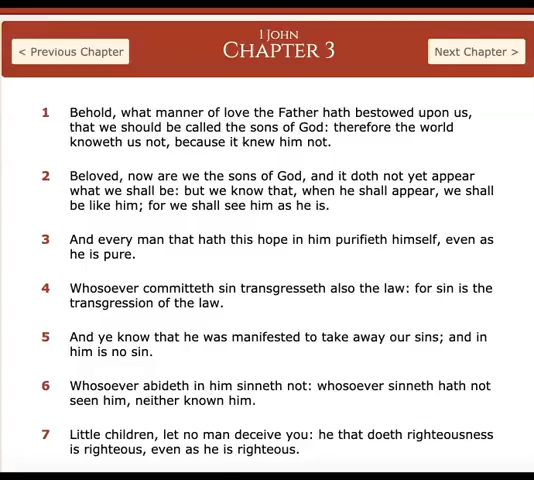 1 John
Chapter 3
< Previous Chapter
Next Chapter >
1 Behold, what manner of love the Father hath bestowed upon us,
that we should be called the sons of God: therefore the world
knoweth us not, because it knew him not.
2 Beloved, now are we the sons of God, and it doth not yet appear
what we shall be: but we know that, when he shall appear, we shall
be like him; for we shall see him as he is.
3 And every man that hath this hope in him purifieth himself, even as
he is pure.
4 Whosoever committeth sin transgresseth also the law: for sin is the
transgression of the law.
5 And ye know that he was manifested to take away our sins; and in
him is no sin.
6 Whosoever abideth in him sinneth not: whosoever sinneth hath not
seen him, neither known him.
7 Little children, let no man deceive you: he that doeth righteousness
is righteous, even as he is righteous.